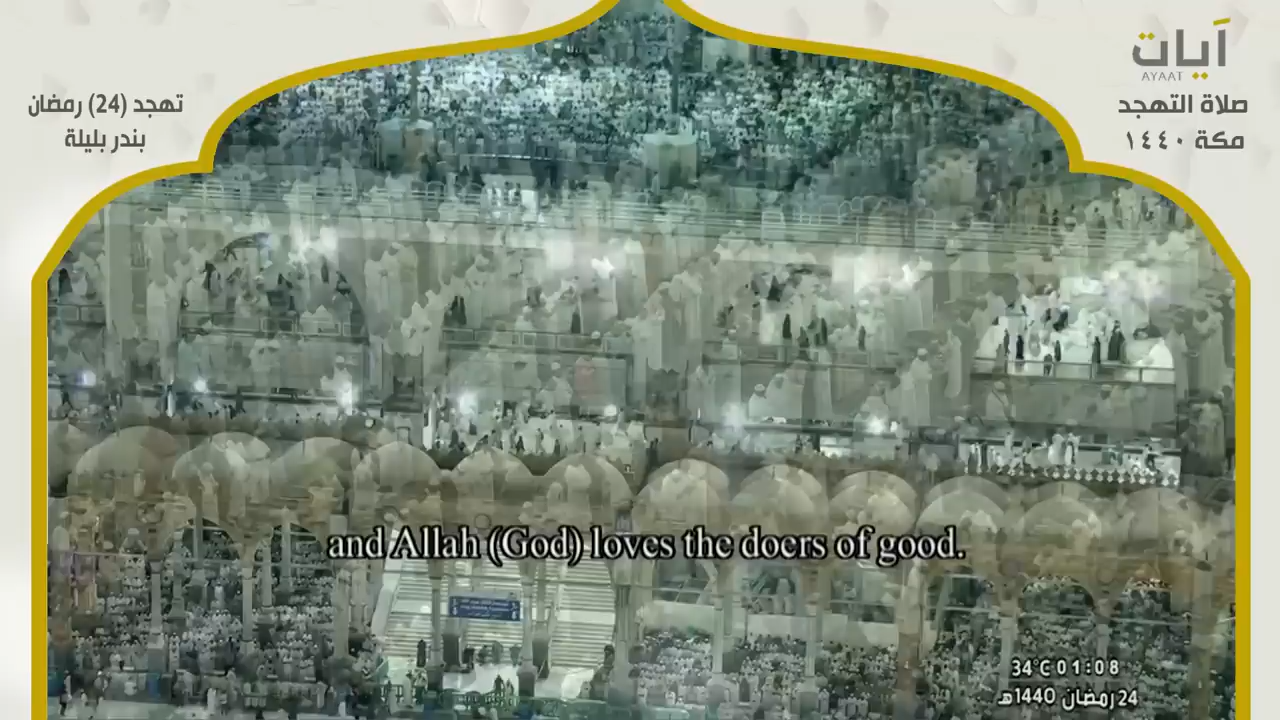 آيات
AYAAT
صلاة التهجد
مكة ١٤٤٠
تهجد (24) رمضان
بندر بليلة
and Allah (God) loves the doers of good.
34°C 01:08
24 رمضان 1440هـ